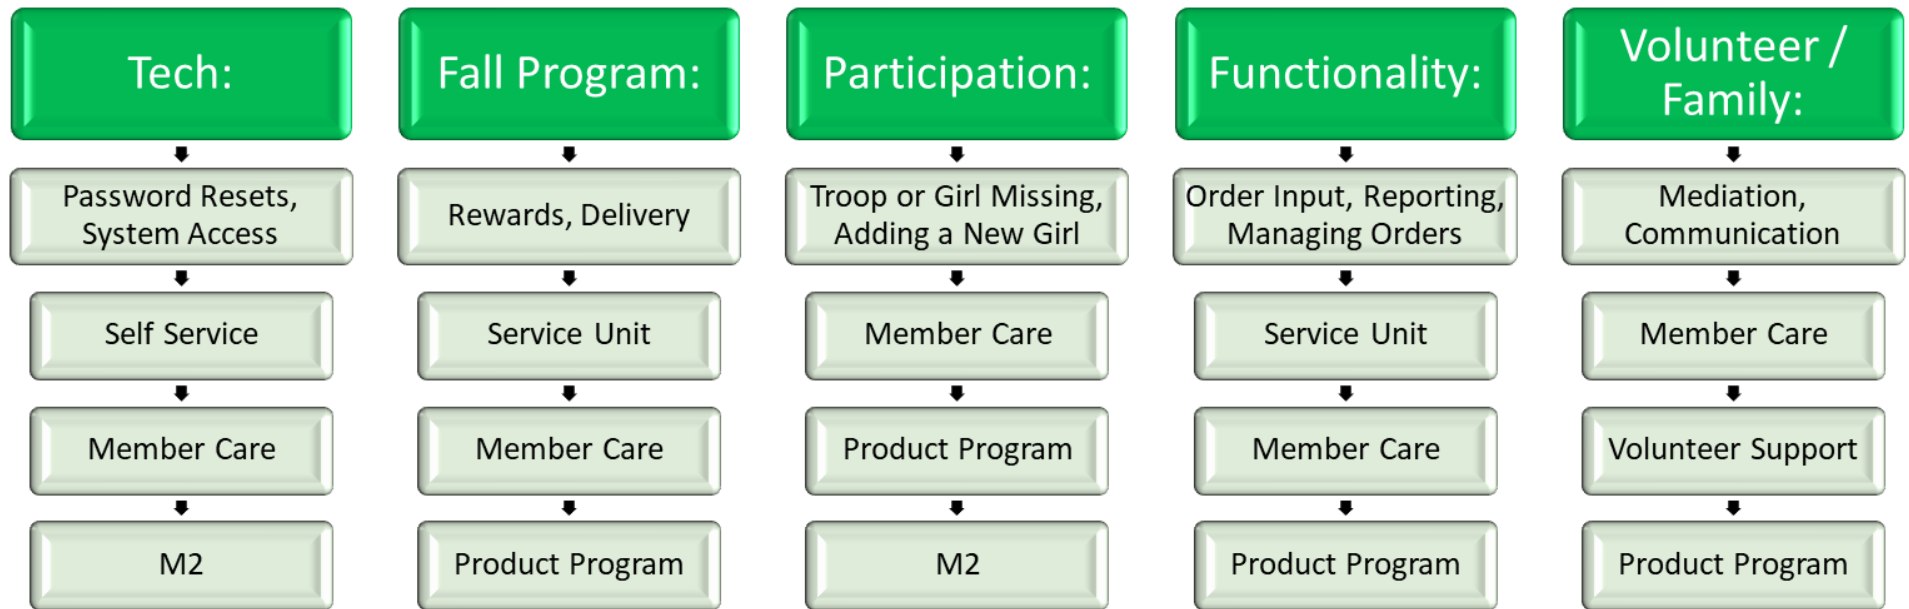 Tech:
Password Resets,
System Access
Self Service
Member Care
M2
Fall Program:
Rewards, Delivery
Service Unit
Member Care
Product Program
Participation:
Troop or Girl Missing,
Adding a New Girl
Member Care
Product Program
M2
Functionality:
Order Input, Reporting,
Managing Orders
Service Unit
Member Care
Product Program
Volunteer /
Family:
Mediation,
Communication
Member Care
Volunteer Support
Product Program